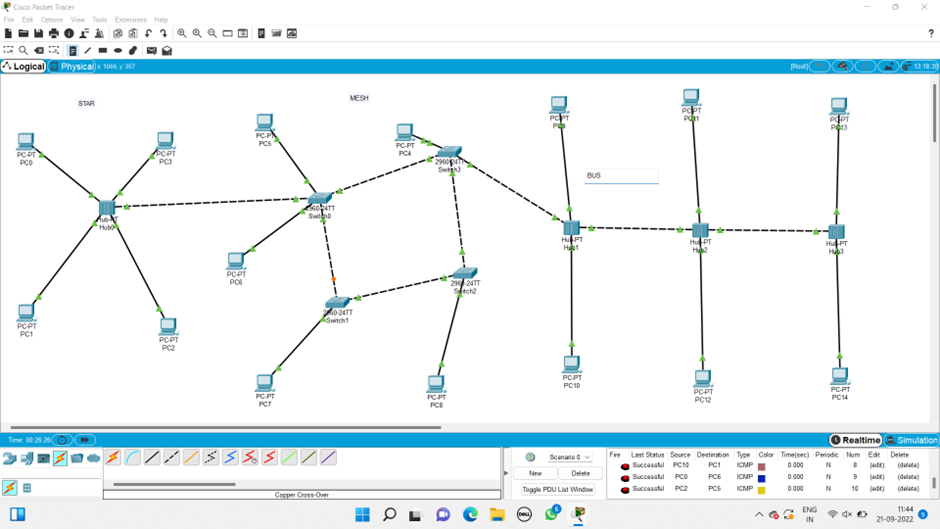 Cisco Packet Tracer
File Edit Options View Tools Extensions Help
Logical Physical x: 1066, y: 357 [Root] 13:18:30
STAR
MESH
BUS
PC-PT
PC0
PC-PT
PC3
Hub-PT
Hub0
PC-PT
PC1
PC-PT
PC2
PC-PT
PC5
PC-PT
PC4
2960-24TT
Switch3
2960-24TT
Switch0
PC-PT
PC6
2960-24TT
Switch2
2960-24TT
Switch1
PC-PT
PC7
PC-PT
PC8
PC-PT
PC-PT
PC11
PC-PT
PC13
Hub-PT
Hub1
Hub-PT
Hub2
Hub-PT
Hub3
PC-PT
PC10
PC-PT
PC12
PC-PT
PC14
Time: 00:26:26
Realtime Simulation
Scenario 0
New Delete
Toggle PDU List Window
Fire Last Status Source Destination Type Color Time(sec) Periodic Num Edit Delete
Successful PC10 PC1 ICMP 0.000 N 8 (edit) (delete)
Successful PC0 PC6 ICMP 0.000 N 9 (edit) (delete)
Successful PC2 PC5 ICMP 0.000 N 10 (edit) (delete)
Copper Cross-Over
DELL
6
ENG
IN
11:44
21-09-2022